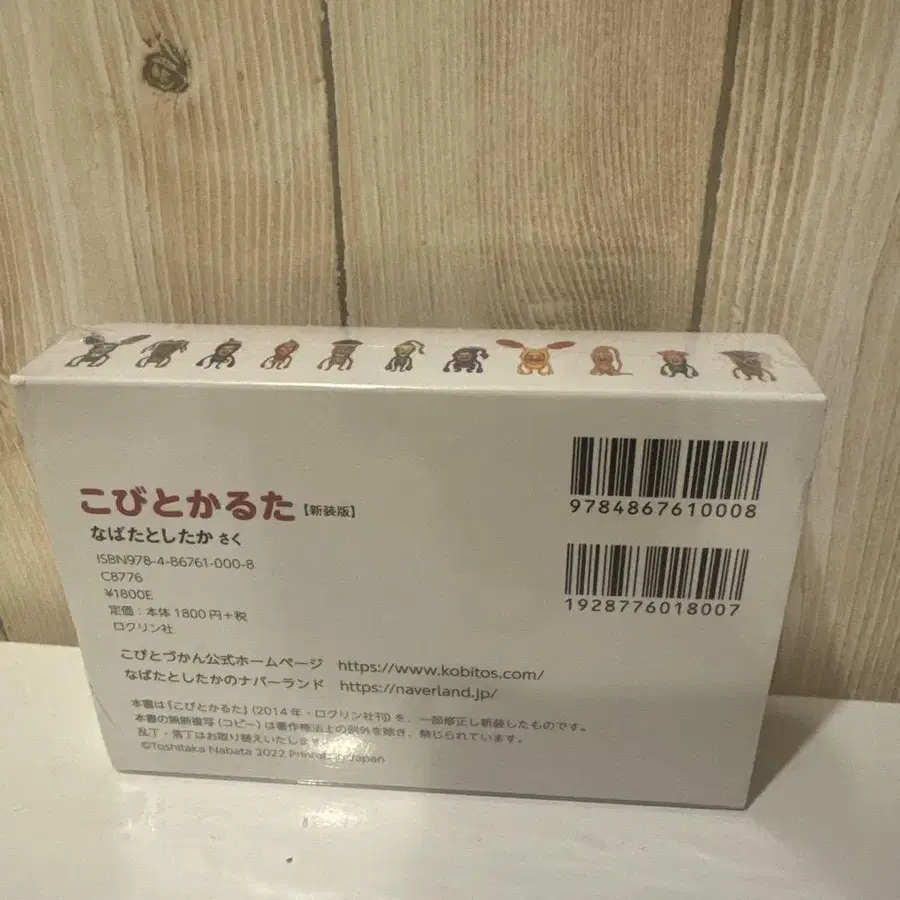 こびとかるた【新装版】
なばたとしたか さく
ISBN978-4-86761-000-8
C8776
¥1800E
定価：本体1800円+税
ロクリン社
9784867610008
1928776018007
こびとづかん公式ホームページ https://www.kobitos.com/
なばたとしたかのナバーランド https://naverland.jp/
本書は『こびとかるた』(2014年・ロクリン社刊)を、一部修正し新装したものです。
本書の無断複写(コピー)は著作権法上の例外を除き、禁じられています。
乱丁・落丁はお取り替えいたします
©Toshitaka Nabata 2022 Printed in Japan